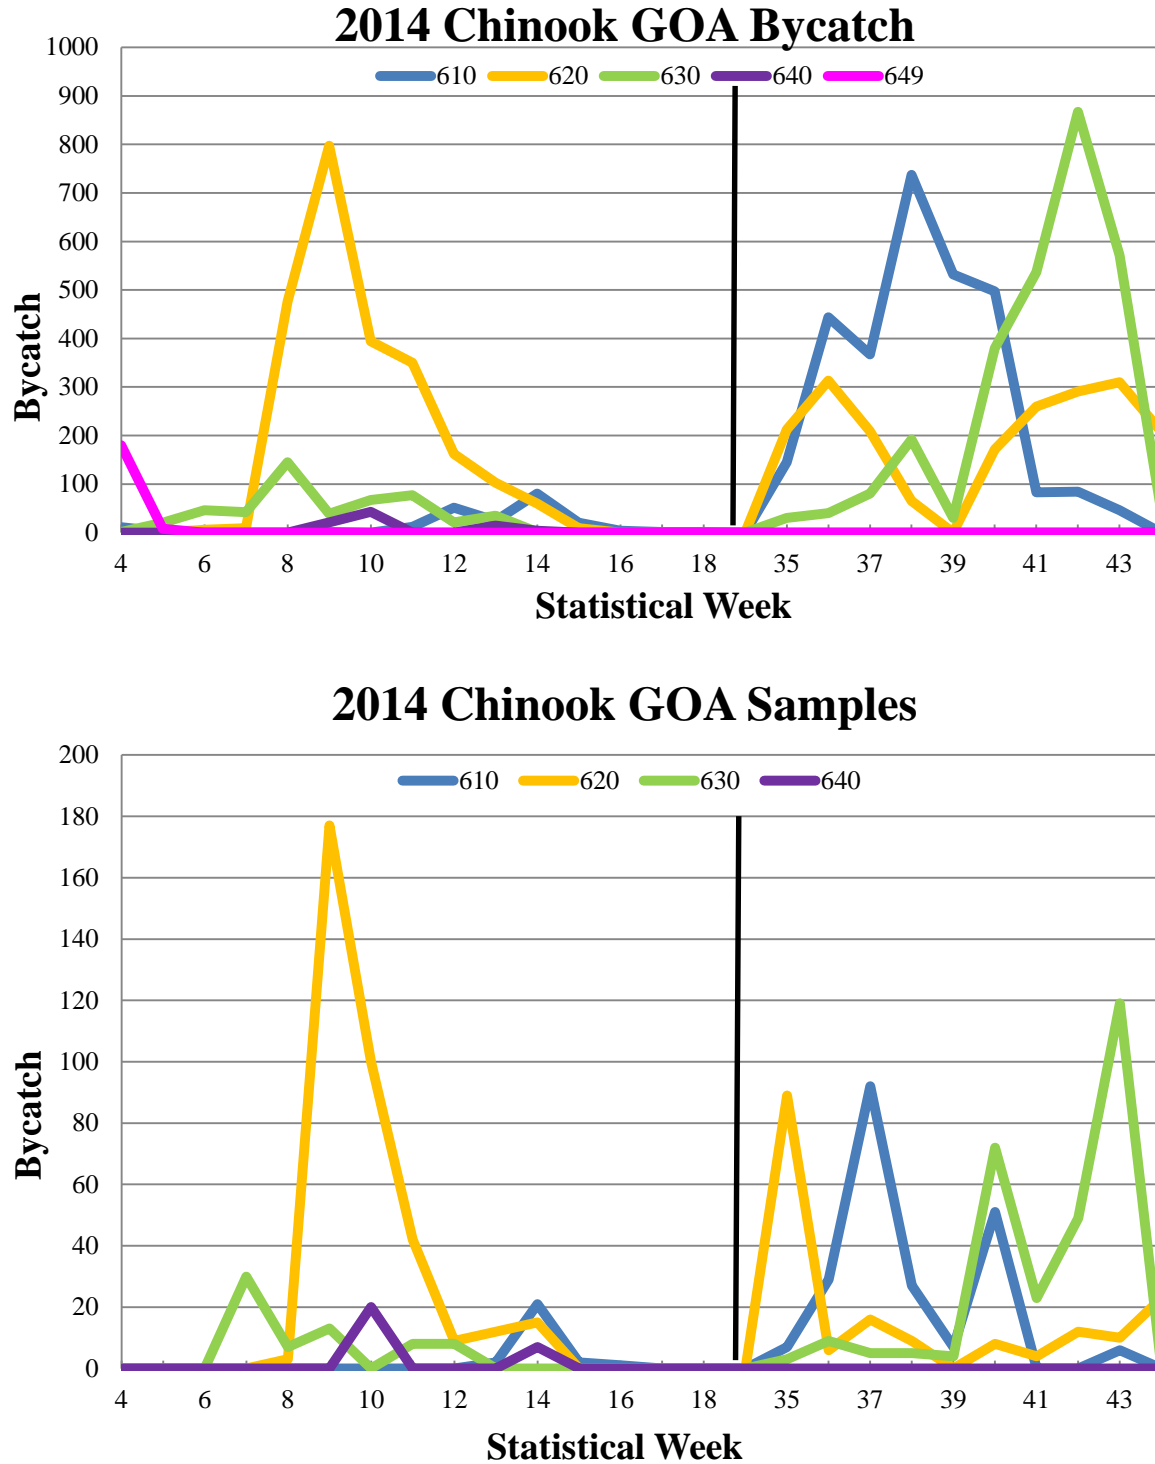 2014 Chinook GOA Bycatch
1000
610 620 630 640 649
900
800
700
600
500
400
300
200
100
0
Bycatch
4 6 8 10 12 14 16 18 35 37 39 41 43
Statistical Week
2014 Chinook GOA Samples
200
610 620 630 640
180
160
140
120
100
80
60
40
20
0
Bycatch
4 6 8 10 12 14 16 18 35 37 39 41 43
Statistical Week